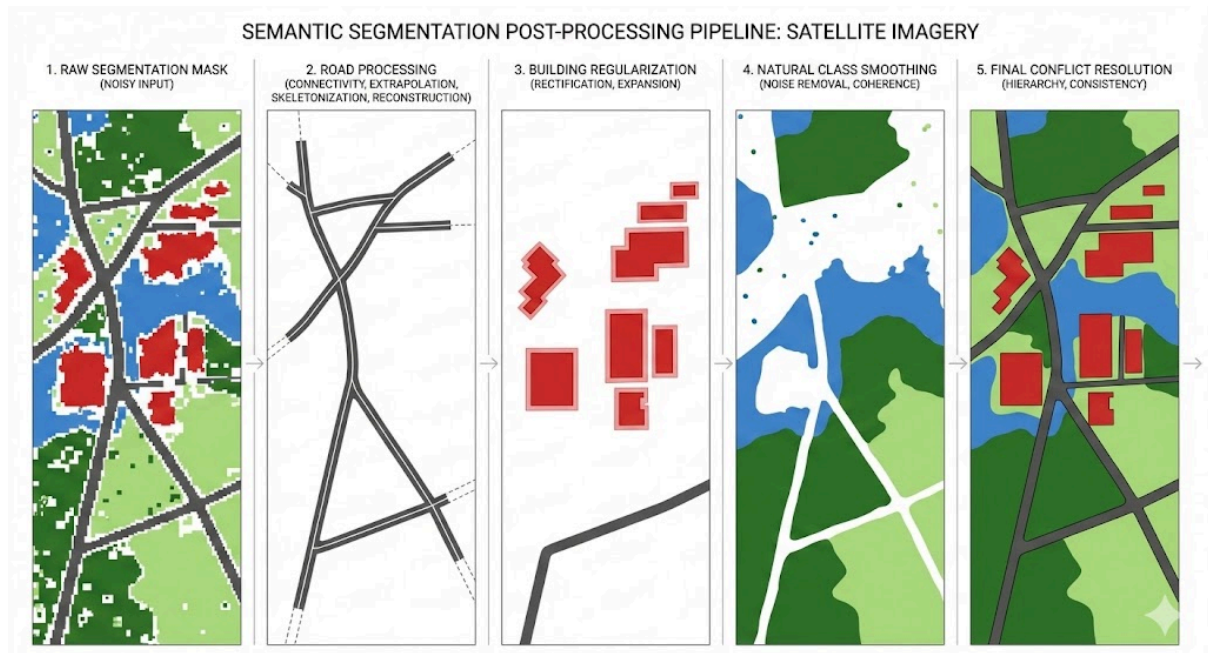 SEMANTIC SEGMENTATION POST-PROCESSING PIPELINE: SATELLITE IMAGERY
1. RAW SEGMENTATION MASK
(NOISY INPUT)
2. ROAD PROCESSING
(CONNECTIVITY, EXTRAPOLATION,
SKELETONIZATION, RECONSTRUCTION)
3. BUILDING REGULARIZATION
(RECTIFICATION, EXPANSION)
4. NATURAL CLASS SMOOTHING
(NOISE REMOVAL, COHERENCE)
5. FINAL CONFLICT RESOLUTION
(HIERARCHY, CONSISTENCY)